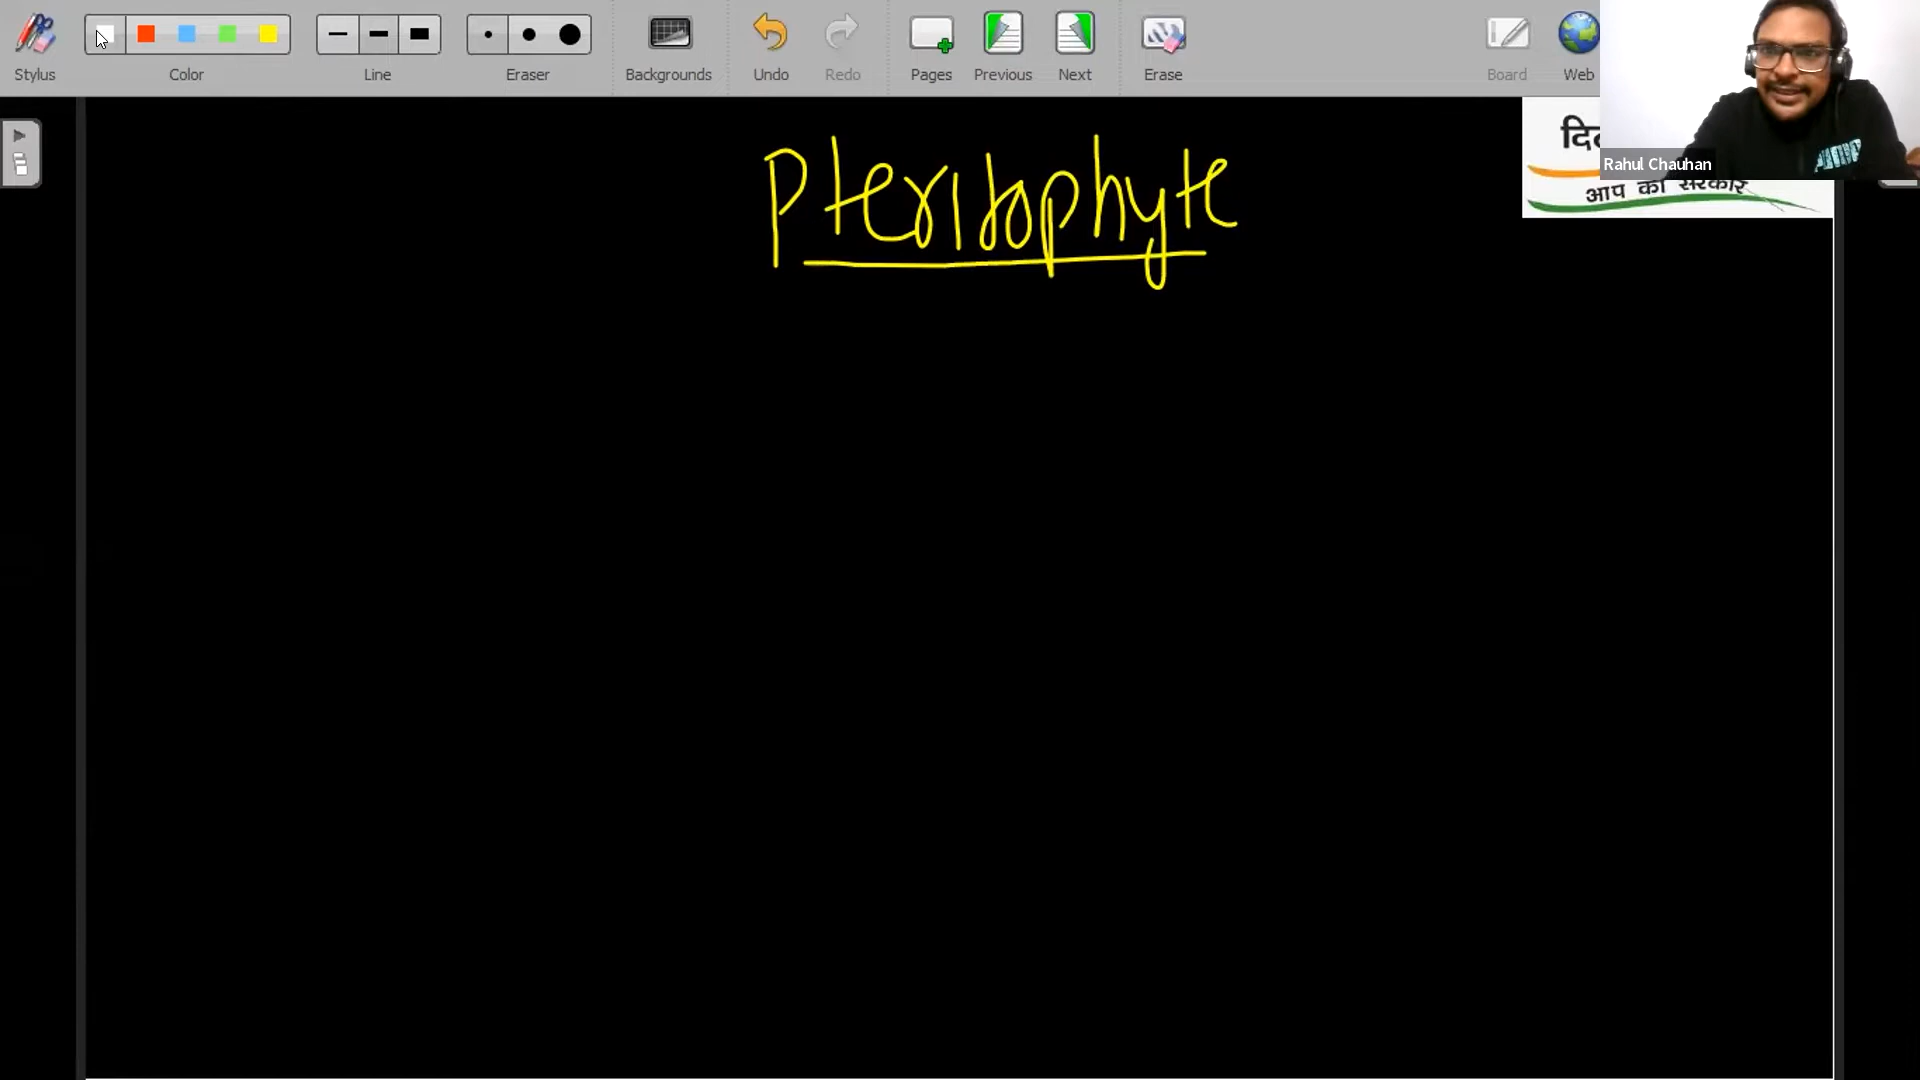 Stylus
Color
Line
Eraser
Backgrounds
Undo
Redo
Pages
Previous
Next
Erase
Board
Web
Pteridophyte
Rahul Chauhan
आप की सरकार